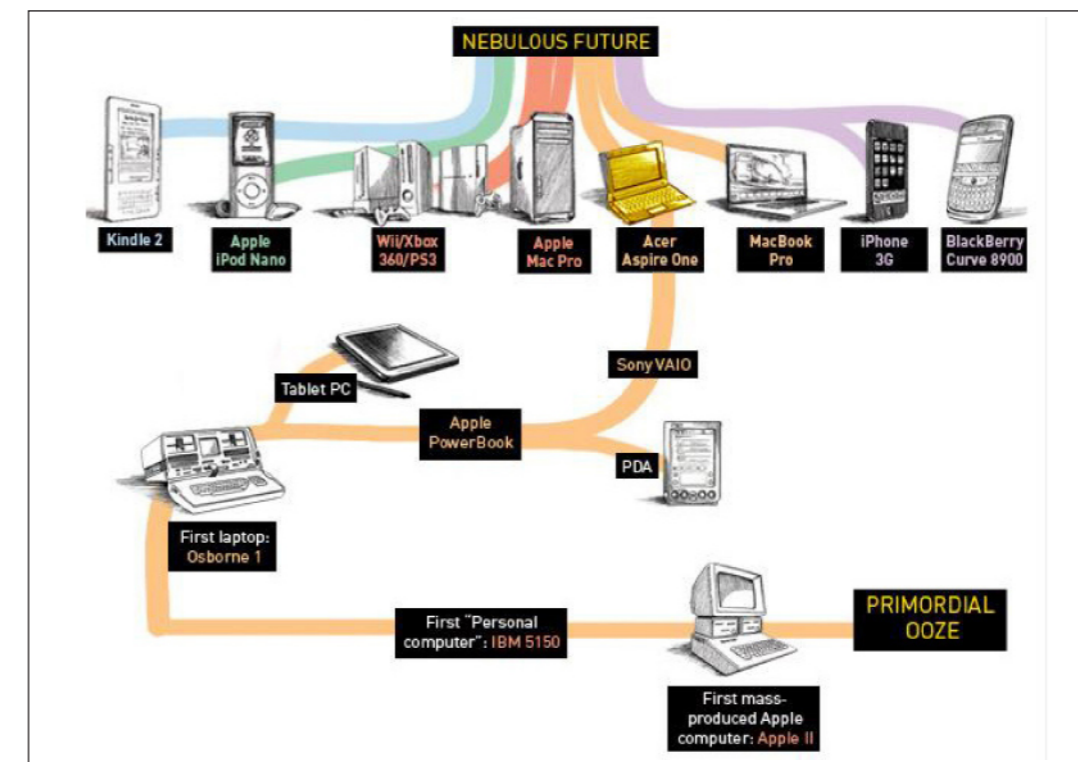 NEBULOUS FUTURE
Kindle 2
Apple
iPod Nano
Wii/Xbox
360/PS3
Apple
Mac Pro
Acer
Aspire One
MacBook
Pro
iPhone
3G
BlackBerry
Curve 8900
Sony VAIO
Tablet PC
Apple
PowerBook
PDA
First laptop:
Osborne 1
First "Personal
computer": IBM 5150
PRIMORDIAL
OOZE
First mass-
produced Apple
computer: Apple II